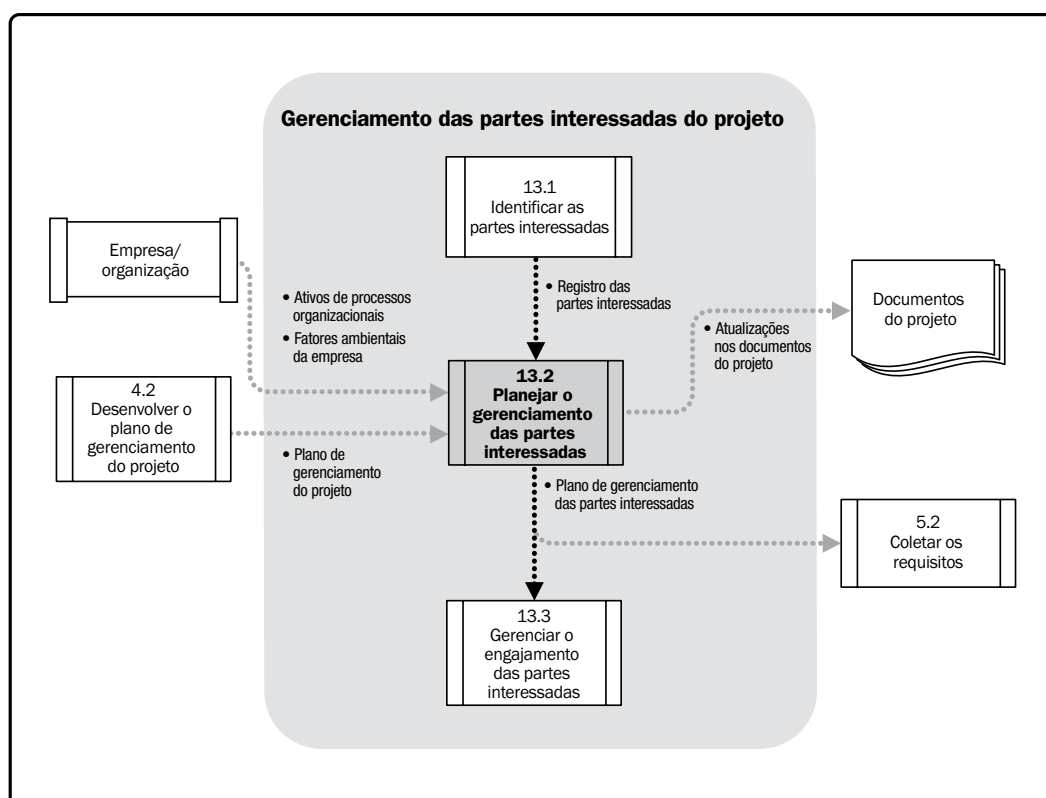 Gerenciamento das partes interessadas do projeto
13.1
Identificar as
partes interessadas
Empresa/
organização
• Ativos de processos
organizacionais
• Fatores ambientais
da empresa
• Registro das
partes interessadas
• Atualizações
nos documentos
do projeto
Documentos
do projeto
4.2
Desenvolver o
plano de
gerenciamento
do projeto
13.2
Planejar o
gerenciamento
das partes
interessadas
• Plano de
gerenciamento
do projeto
• Plano de gerenciamento
das partes interessadas
5.2
Coletar os
requisitos
13.3
Gerenciar o
engajamento
das partes
interessadas